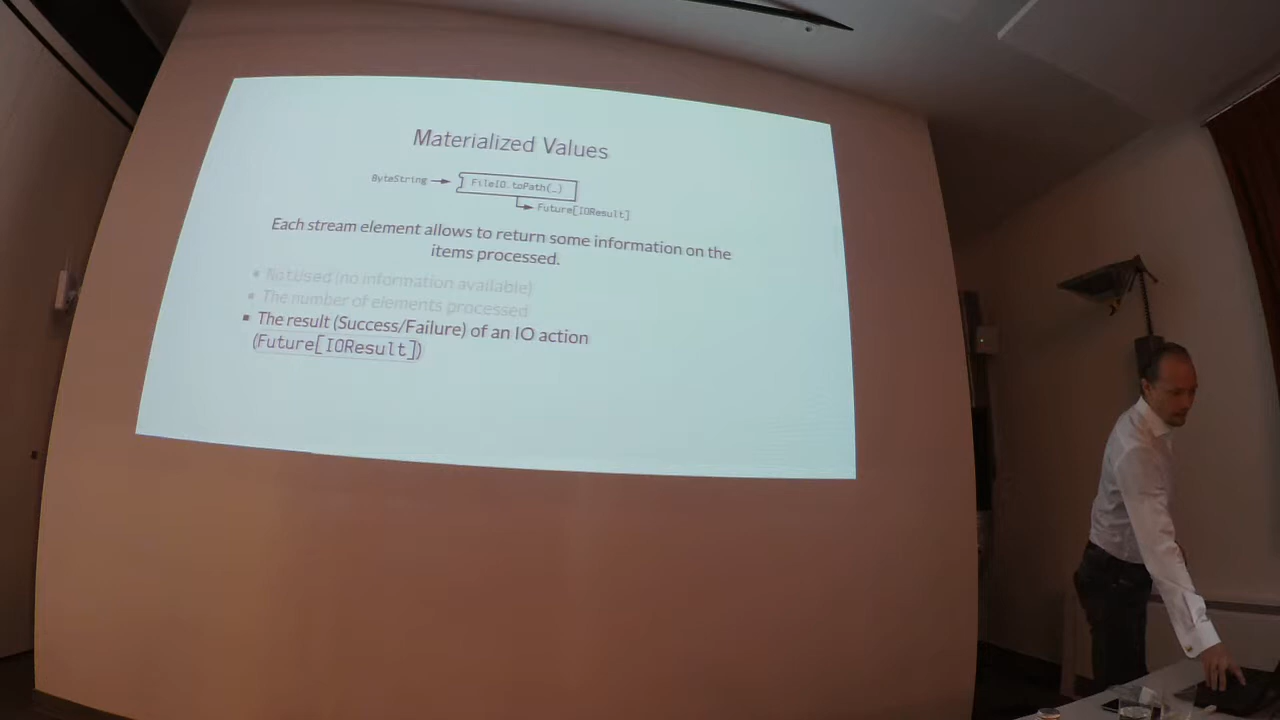 Materialized Values
ByteString
FileIO.toPath(…)
Future[IOResult]
Each stream element allows to return some information on the
items processed.
NotUsed (no information available)
The number of elements processed
The result (Success/Failure) of an IO action
(Future[IOResult])